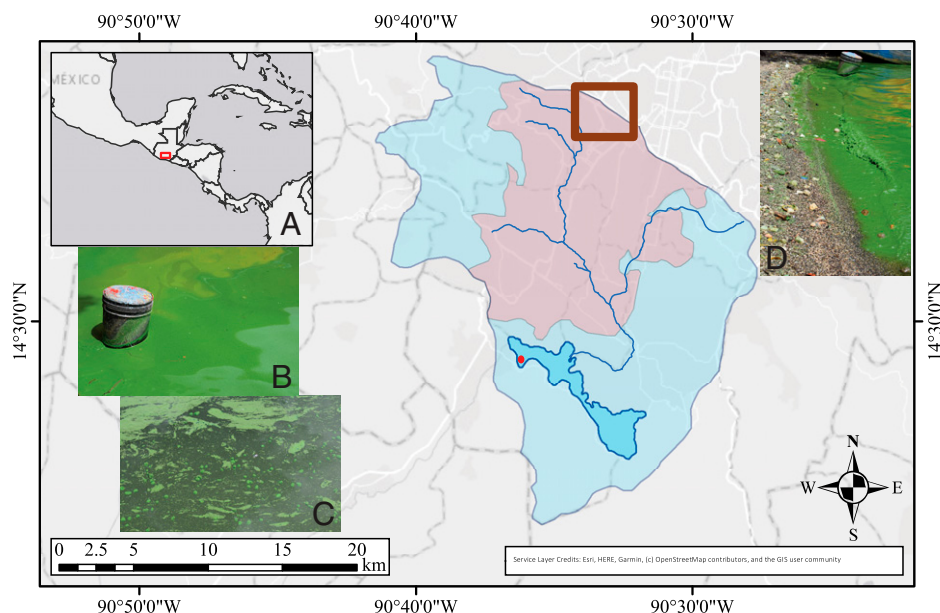 90°50'0"W 90°40'0"W 90°30'0"W
MÉXICO
A
D
14°30'0"N
14°30'0"N
B
C
N
W E
S
0 2.5 5 10 15 20
km
Service Layer Credits: Esri, HERE, Garmin, (c) OpenStreetMap contributors, and the GIS user community
90°50'0"W 90°40'0"W 90°30'0"W